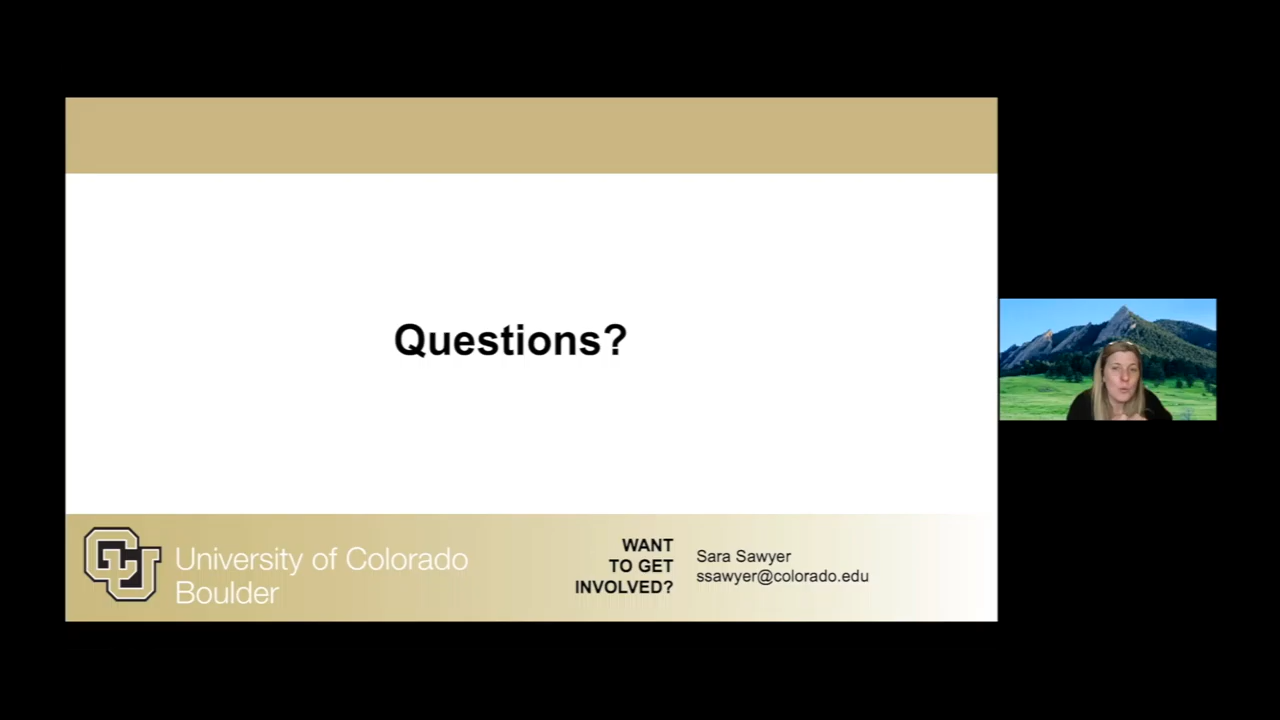 Questions?
CU
University of Colorado
Boulder
WANT
TO GET
INVOLVED?
Sara Sawyer
ssawyer@colorado.edu